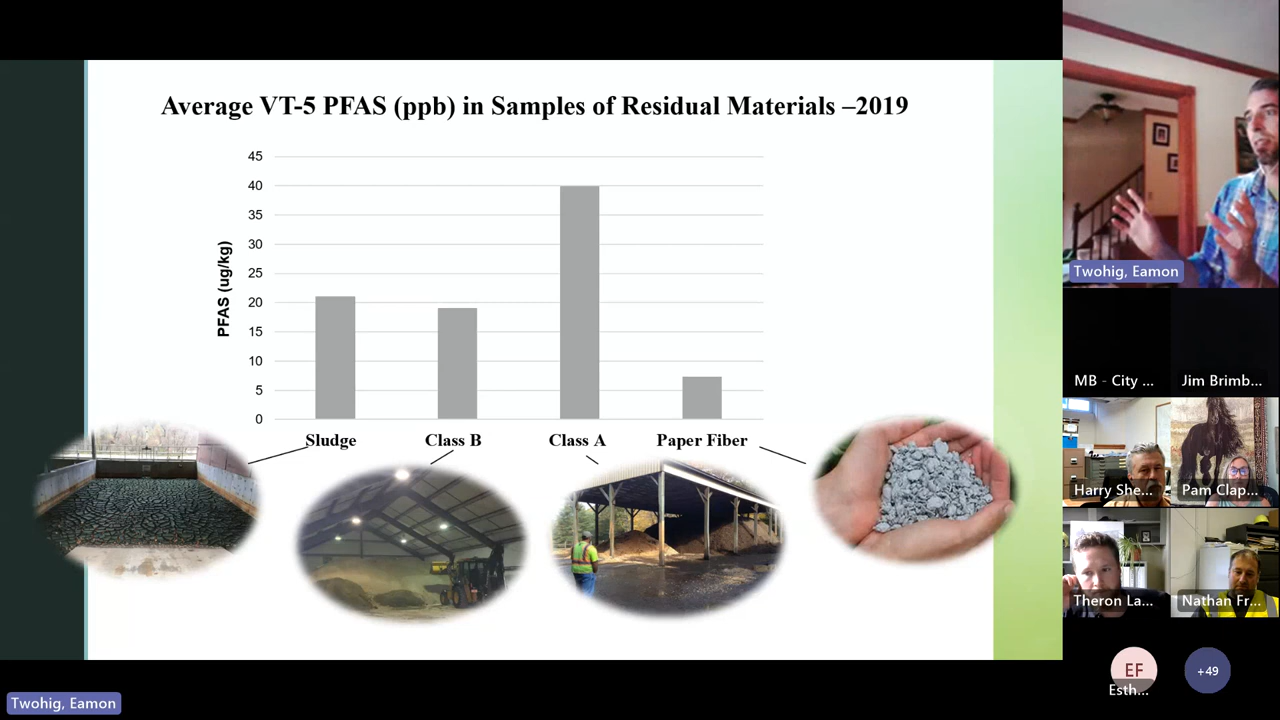 Average VT-5 PFAS (ppb) in Samples of Residual Materials –2019
45
40
35
30
25
20
15
10
5
0
PFAS (ug/kg)
Sludge
Class B
Class A
Paper Fiber
Twohig, Eamon
MB - City ...
Jim Brimb...
Harry She...
Pam Clap...
Theron La...
Nathan Fr...
EF
Esth...
+49
Twohig, Eamon